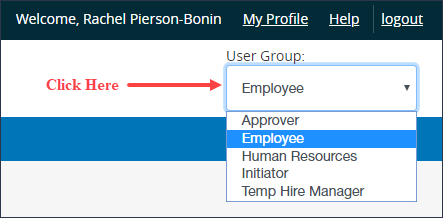 Welcome, Rachel Pierson-Bonin My Profile Help logout
User Group:
Click Here Employee
Approver
Employee
Human Resources
Initiator
Temp Hire Manager